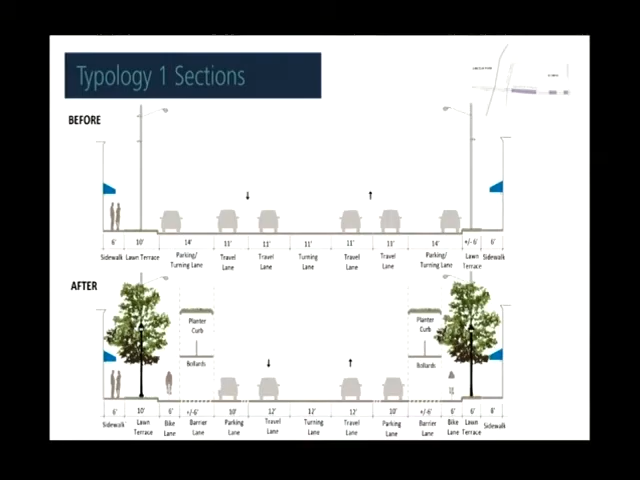 Typology 1 Sections
BEFORE
6' 10' 14' 11' 11' 11' 11' 11' 14' +/- 6' 6'
Sidewalk Lawn Terrace Parking/ Turning Lane Travel Lane Travel Lane Turning Lane Travel Lane Travel Lane Parking/ Turning Lane Lawn Terrace Sidewalk
AFTER
Planter Curb Planter Curb
Bollards Bollards
6' 10' 6' +/-6' 10' 12' 12' 12' 10' +/-6' 6' 6'
Sidewalk Lawn Terrace Bike Lane Barrier Lane Parking Lane Travel Lane Turning Lane Travel Lane Parking Lane Barrier Lane Bike Lane Lawn Terrace Sidewalk